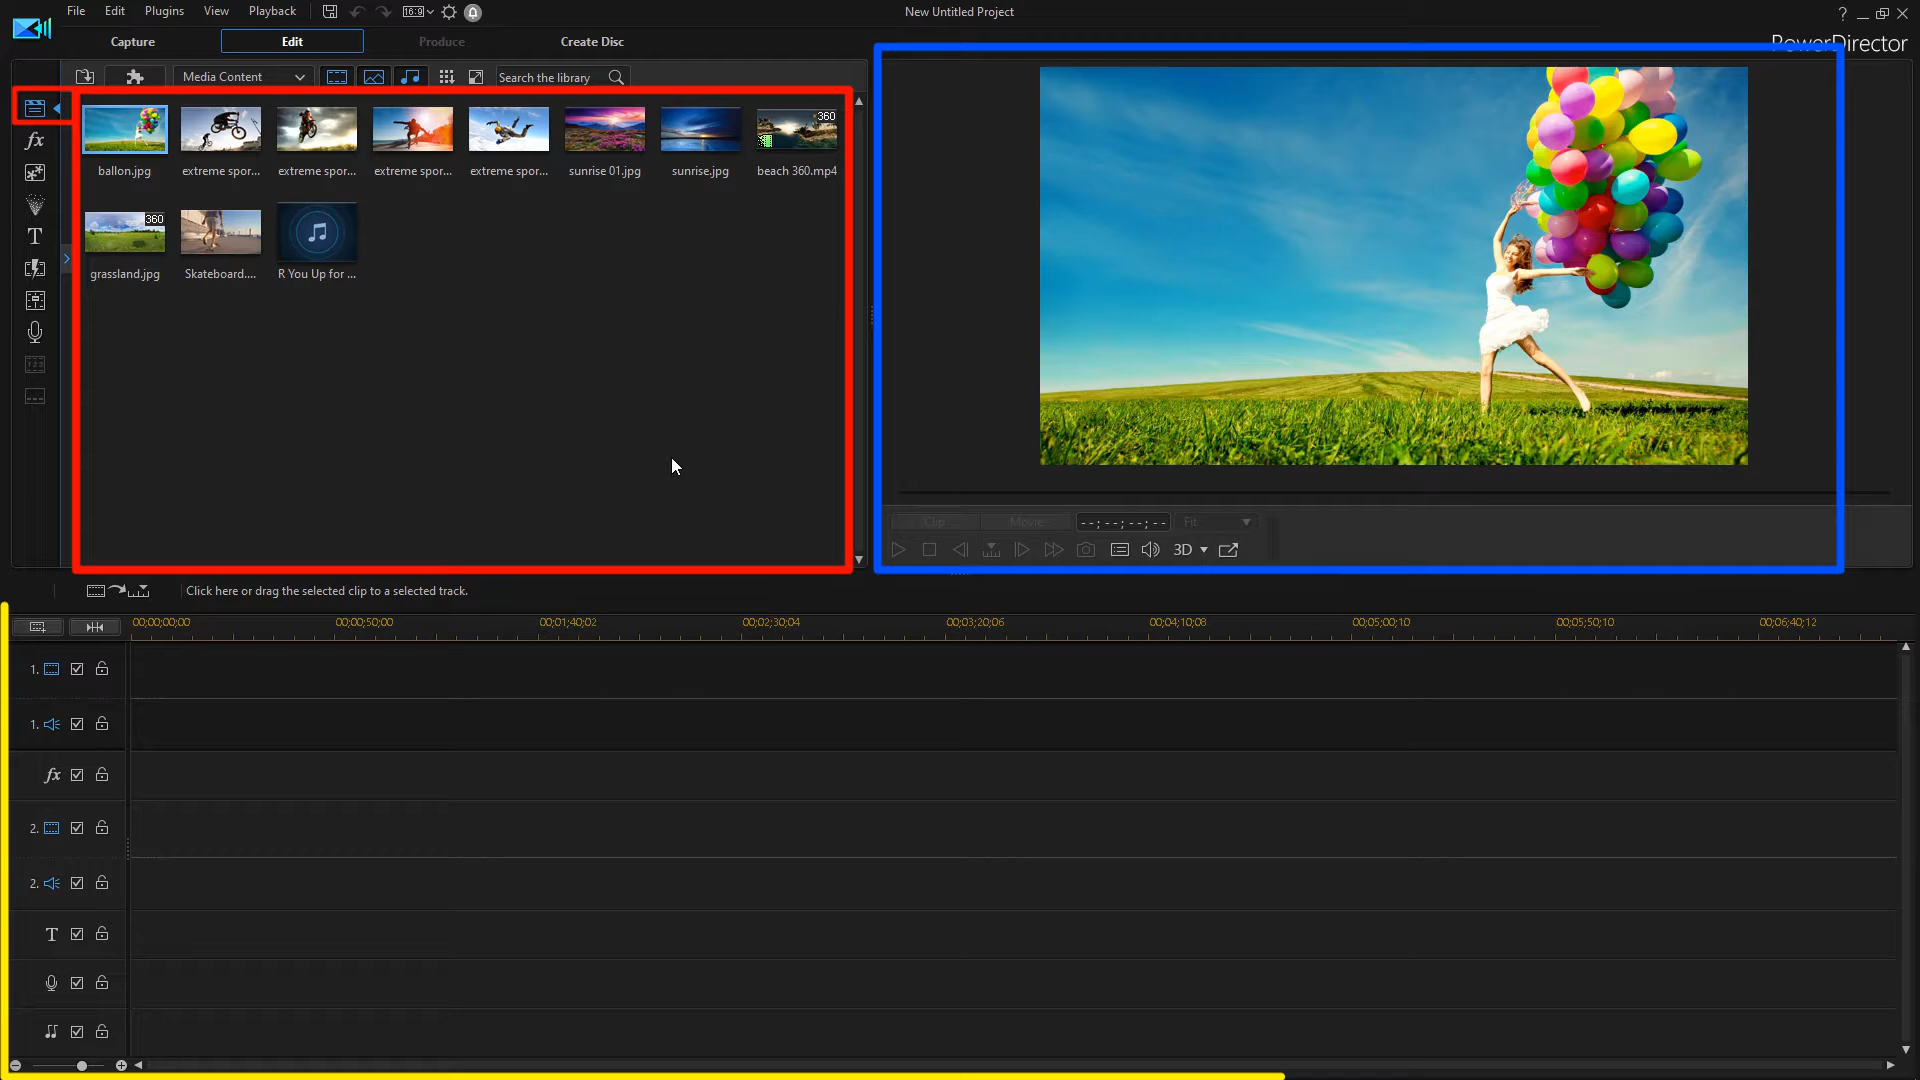 File Edit Plugins View Playback 16:9 New Untitled Project ?
Capture Edit Produce Create Disc PowerDirector
Media Content Search the library
360
ballon.jpg extreme spor... extreme spor... extreme spor... extreme spor... sunrise 01.jpg sunrise.jpg beach 360.mp4
fx
T
360
grassland.jpg Skateboard.... R You Up for ...
Clip Movie --;--;--;-- Fit
3D
Click here or drag the selected clip to a selected track.
00;00;00;00 00;00;50;00 00;01;40;02 00;02;30;04 00;03;20;06 00;04;10;08 00;05;00;10 00;05;50;10 00;06;40;12
1.
1.
fx
2.
2.
T